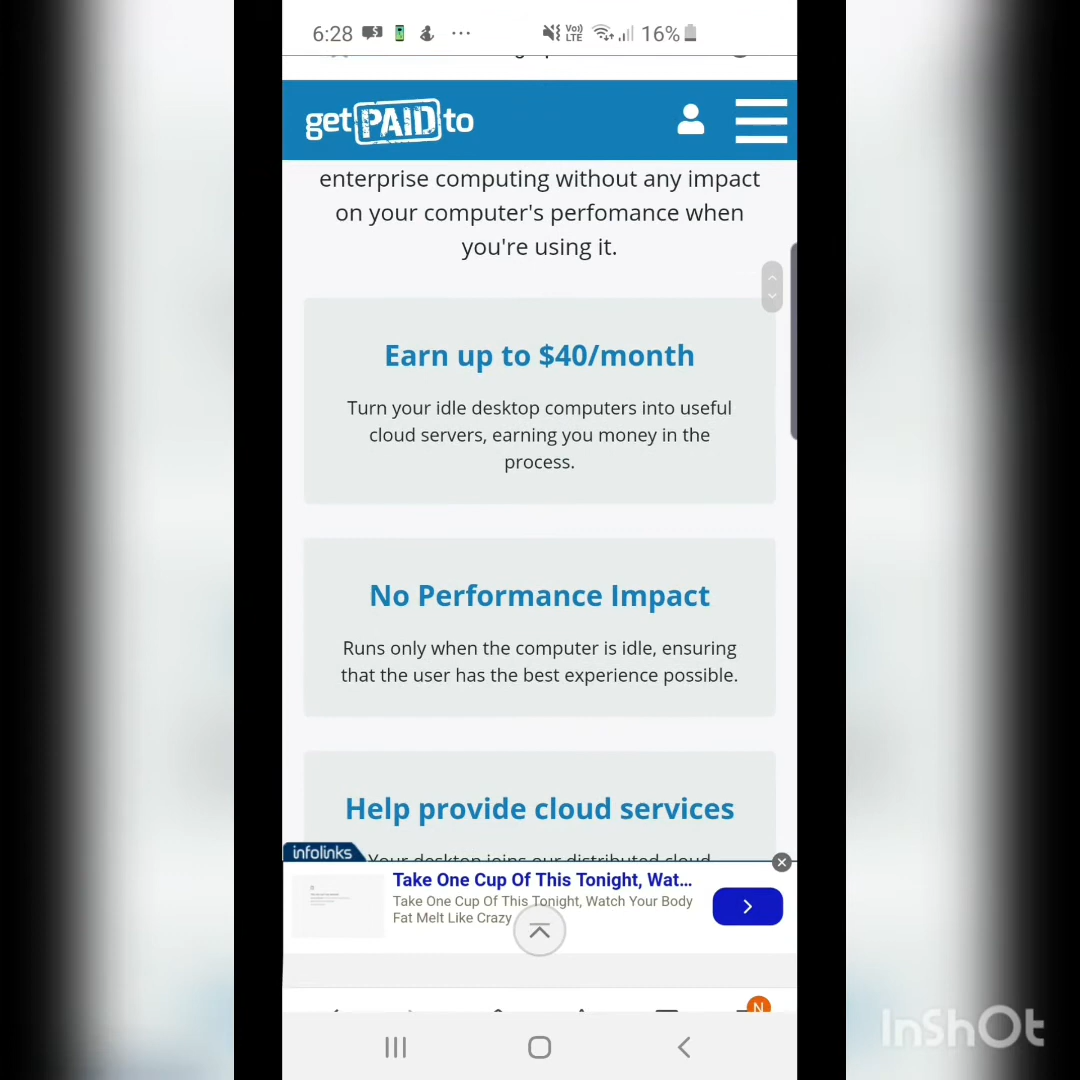 6:28 16%
Vo))
LTE
get PAID to
enterprise computing without any impact
on your computer's perfomance when
you're using it.
Earn up to $40/month
Turn your idle desktop computers into useful
cloud servers, earning you money in the
process.
No Performance Impact
Runs only when the computer is idle, ensuring
that the user has the best experience possible.
Help provide cloud services
Your desktop joins our distributed cloud
infolinks
Take One Cup Of This Tonight, Wat...
Take One Cup Of This Tonight, Watch Your Body
Fat Melt Like Crazy
N
InShOt